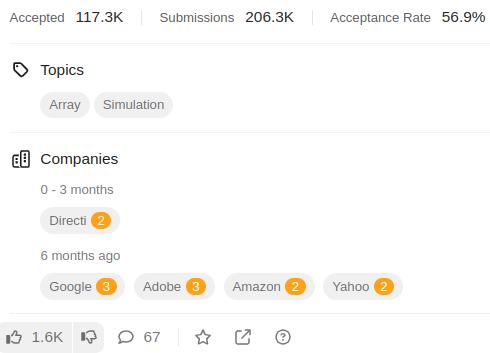 Accepted 117.3K Submissions 206.3K Acceptance Rate 56.9%
Topics
Array Simulation
Companies
0 - 3 months
Directi 2
6 months ago
Google 3 Adobe 3 Amazon 2 Yahoo 2
1.6K 67